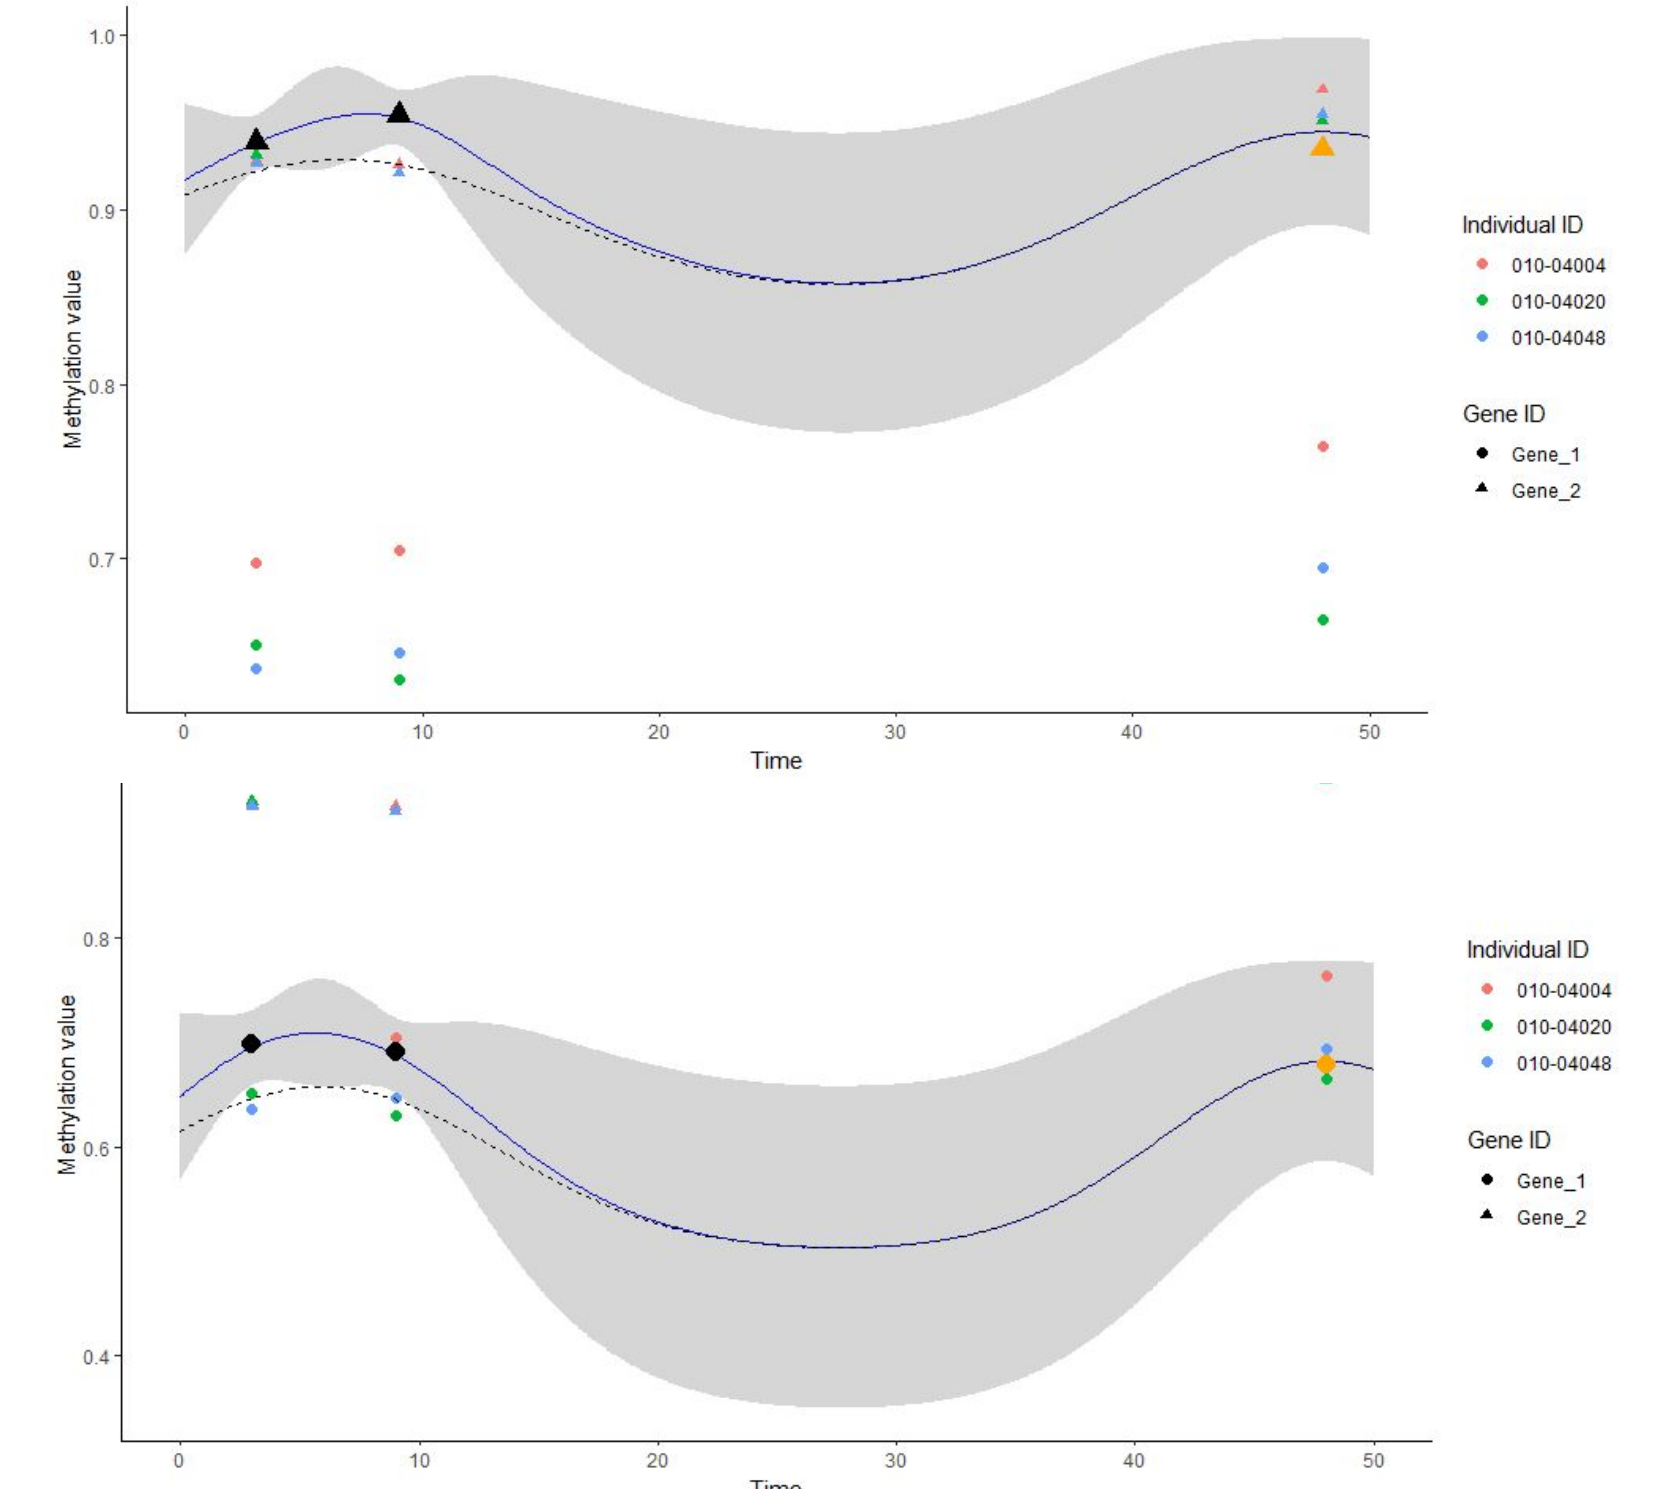 1.0
0.9
0.8
0.7
Methylation value
0 10 20 30 40 50
Time
Individual ID
010-04004
010-04020
010-04048
Gene ID
Gene_1
Gene_2
0.8
0.6
0.4
Methylation value
0 10 20 30 40 50
Time
Individual ID
010-04004
010-04020
010-04048
Gene ID
Gene_1
Gene_2